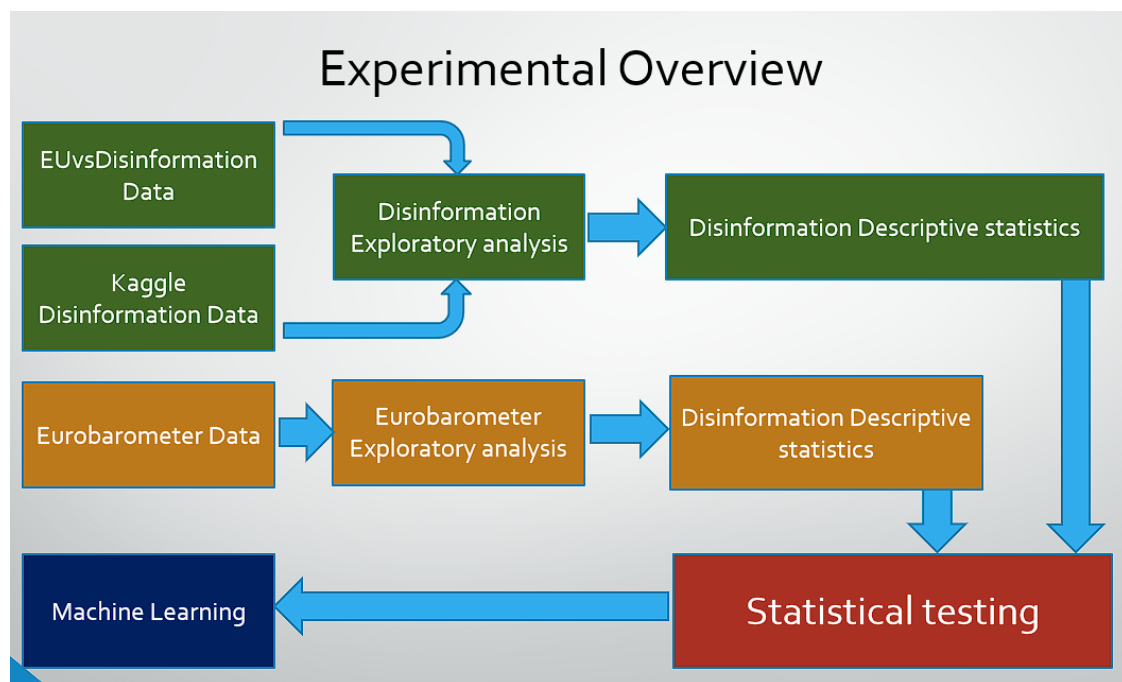 Experimental Overview
EUvsDisinformation
Data
Disinformation
Exploratory analysis
Disinformation Descriptive statistics
Kaggle
Disinformation Data
Eurobarometer Data
Eurobarometer
Exploratory analysis
Disinformation Descriptive
statistics
Machine Learning
Statistical testing